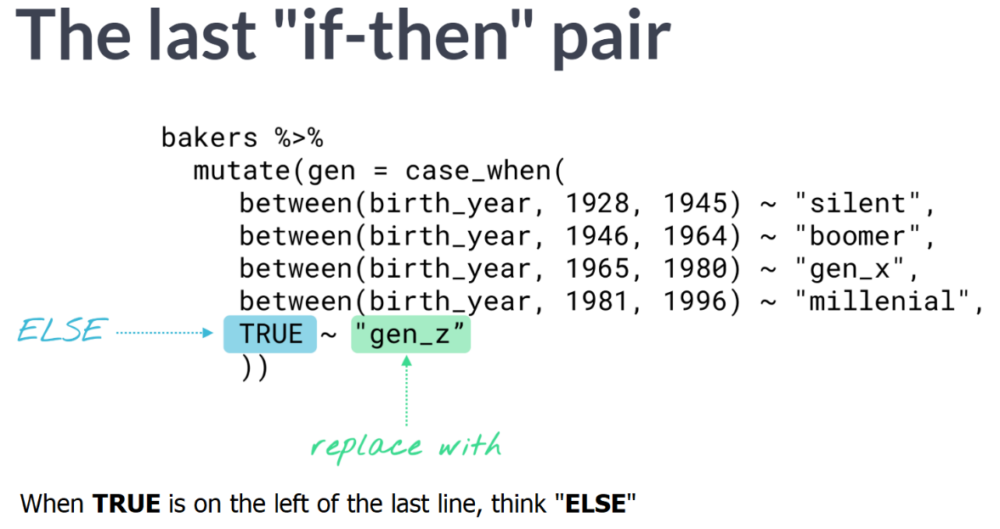 The last "if-then" pair
bakers %>%
mutate(gen = case_when(
between(birth_year, 1928, 1945) ~ "silent",
between(birth_year, 1946, 1964) ~ "boomer",
between(birth_year, 1965, 1980) ~ "gen_x",
between(birth_year, 1981, 1996) ~ "millenial",
ELSE TRUE ~ "gen_z”
))
replace with
When TRUE is on the left of the last line, think "ELSE"